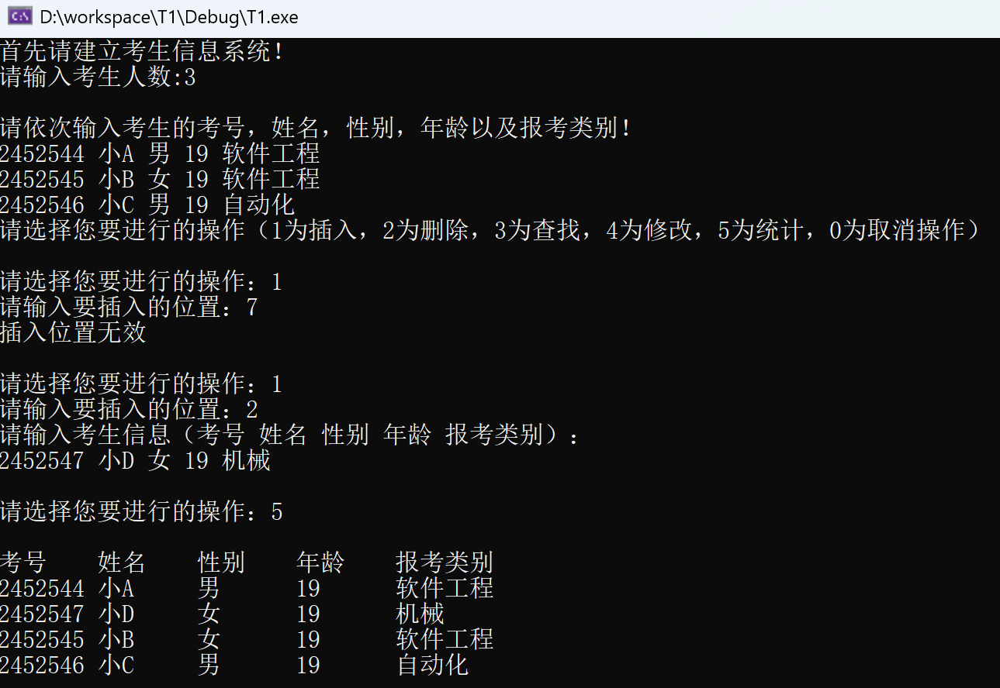 D:\workspace\T1\Debug\T1.exe
首先请建立考生信息系统！
请输入考生人数:3
请依次输入考生的考号，姓名，性别，年龄以及报考类别！
2452544 小A 男 19 软件工程
2452545 小B 女 19 软件工程
2452546 小C 男 19 自动化
请选择您要进行的操作（1为插入，2为删除，3为查找，4为修改，5为统计，0为取消操作）
请选择您要进行的操作：1
请输入要插入的位置：7
插入位置无效
请选择您要进行的操作：1
请输入要插入的位置：2
请输入考生信息（考号 姓名 性别 年龄 报考类别）：
2452547 小D 女 19 机械
请选择您要进行的操作：5
考号 姓名 性别 年龄 报考类别
2452544 小A 男 19 软件工程
2452547 小D 女 19 机械
2452545 小B 女 19 软件工程
2452546 小C 男 19 自动化